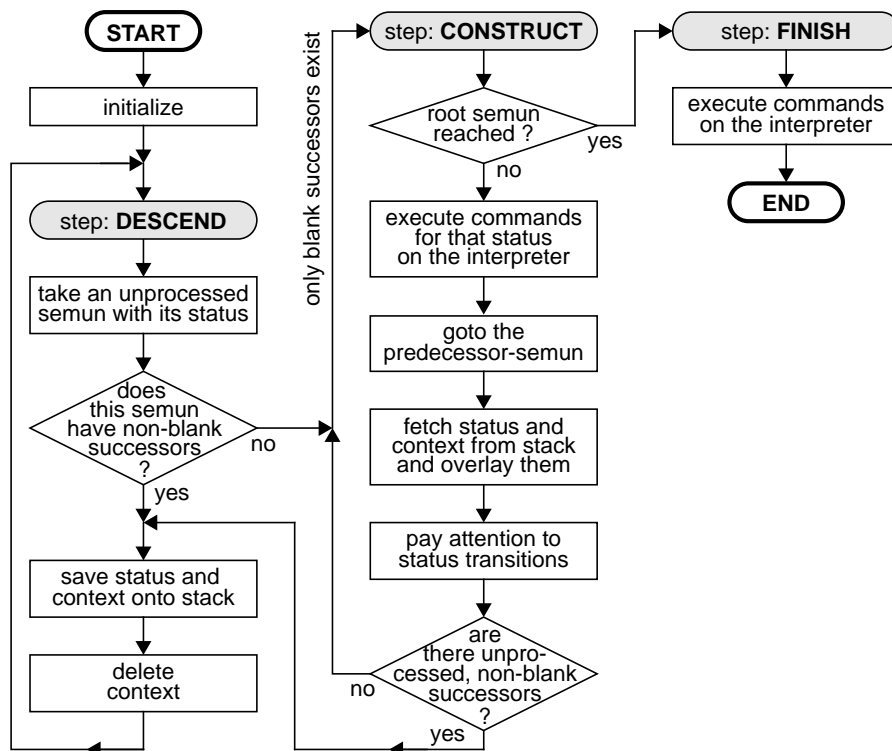 START
initialize
step: DESCEND
take an unprocessed
semun with its status
does
this semun
have non-blank
successors
?
no
yes
save status and
context onto stack
delete
context
only blank successors exist
step: CONSTRUCT
root semun
reached ?
yes
no
execute commands
for that status
on the interpreter
goto the
predecessor-semun
fetch status and
context from stack
and overlay them
pay attention to
status transitions
are
there unpro-
cessed, non-blank
successors
?
no
yes
step: FINISH
execute commands
on the interpreter
END